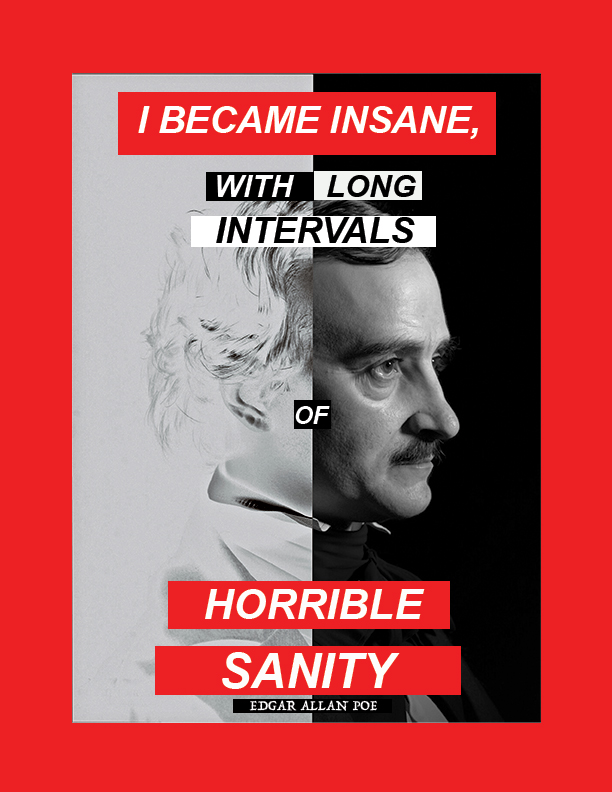 I BECAME INSANE,
WITH LONG
INTERVALS
OF
HORRIBLE
SANITY
EDGAR ALLAN POE